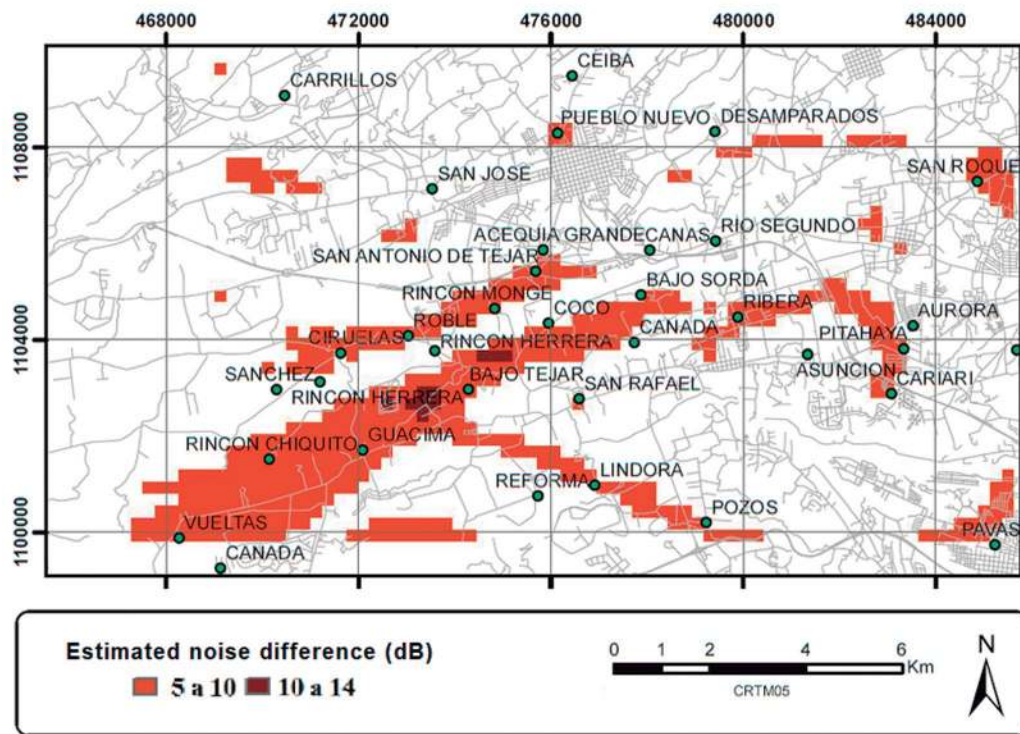 468000 472000 476000 480000 484000
CEIBA
CARRILLOS
PUEBLO NUEVO DESAMPARADOS
1108000
SAN ROQUE
SAN JOSE
RIO SEGUNDO
ACEQUIA GRANDECANAS
SAN ANTONIO DE TEJAR
BAJO SORDA
RINCON MONGE
COCO RIBERA
AURORA
ROBLE
1104000
CIRUELAS RINCON HERRERA CANADA PITAHAYA
SANCHEZ BAJO TEJAR ASUNCION
SAN RAFAEL CARIARI
RINCON HERRERA
GUACIMA
RINCON CHIQUITO
REFORMA LINDORA
POZOS
1100000
VUELTAS PAVAS
CANADA
Estimated noise difference (dB)
5 a 10 10 a 14
0 1 2 4 6
Km
CRTM05
N